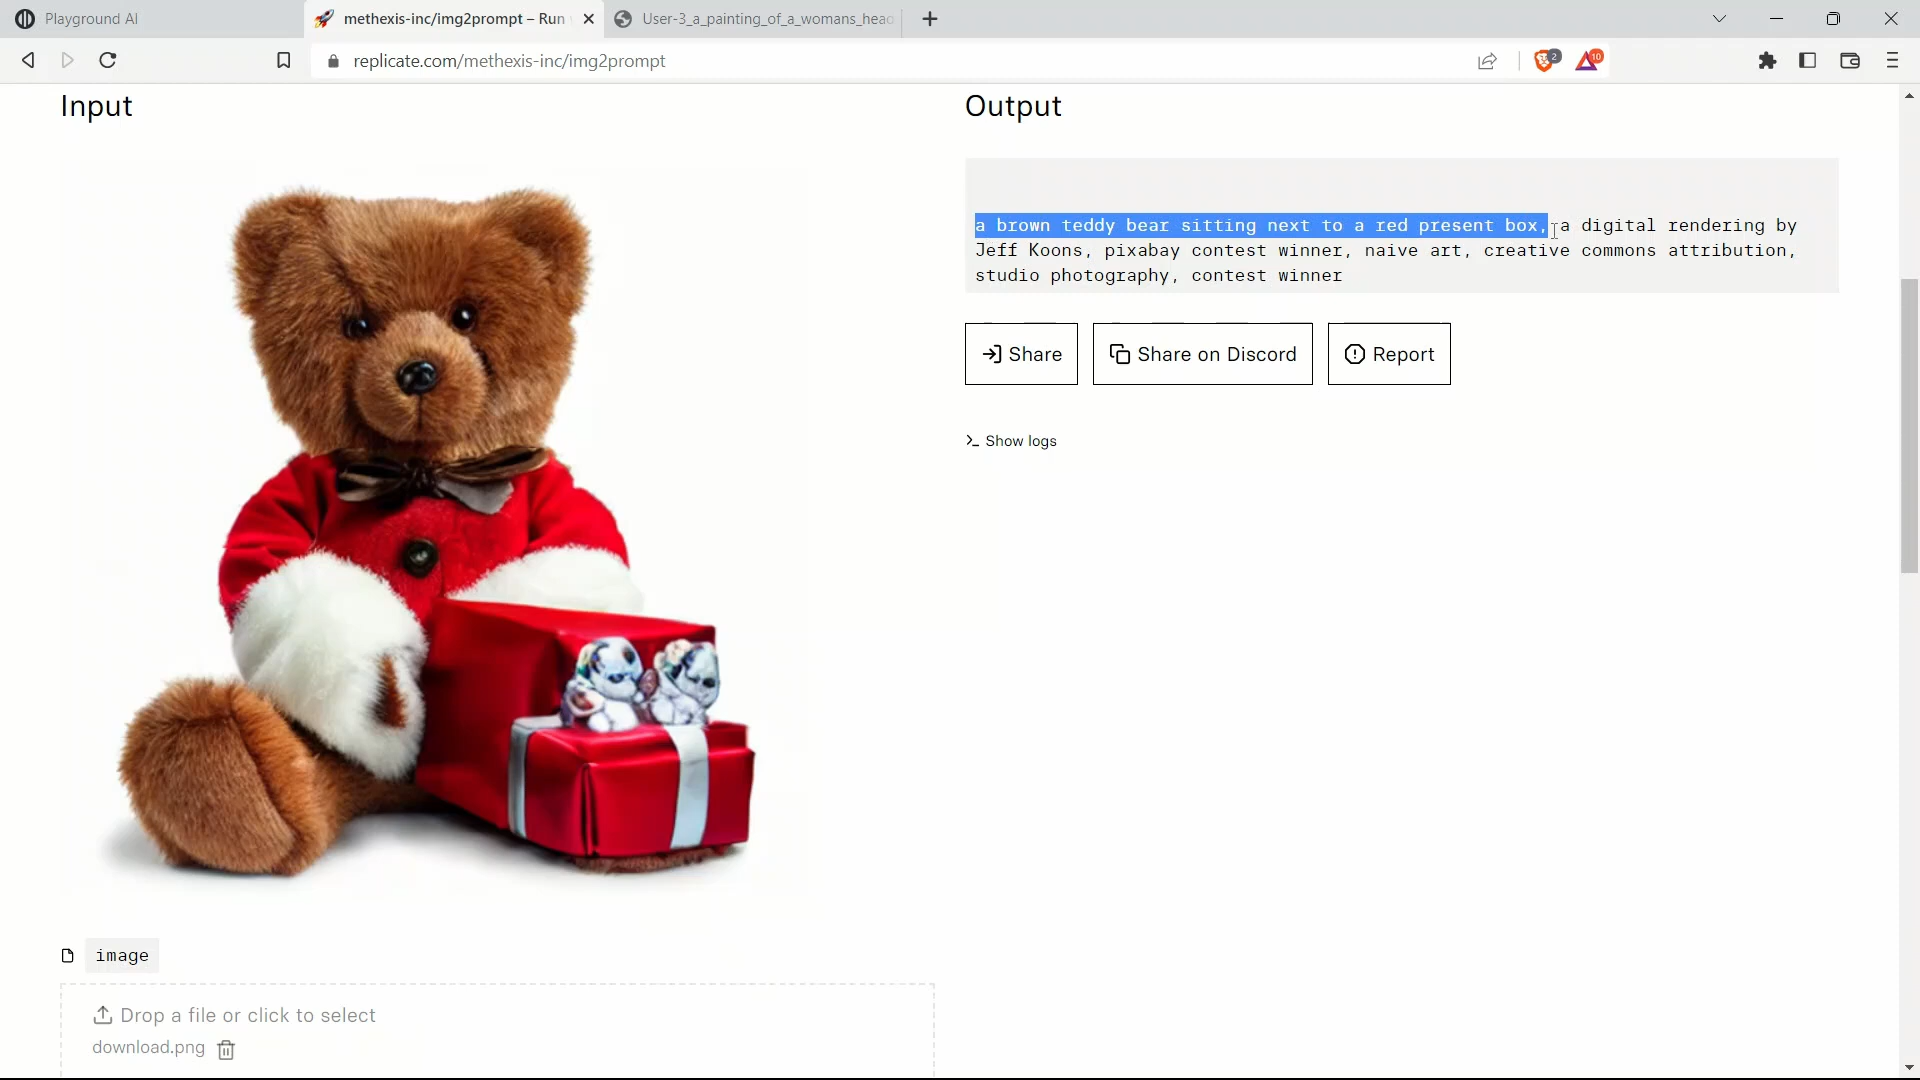 Playground AI
methexis-inc/img2prompt – Run
User-3_a_painting_of_a_womans_head
replicate.com/methexis-inc/img2prompt
2
10
Input
Output
a brown teddy bear sitting next to a red present box, a digital rendering by
Jeff Koons, pixabay contest winner, naive art, creative commons attribution,
studio photography, contest winner
Share
Share on Discord
Report
Show logs
image
Drop a file or click to select
download.png